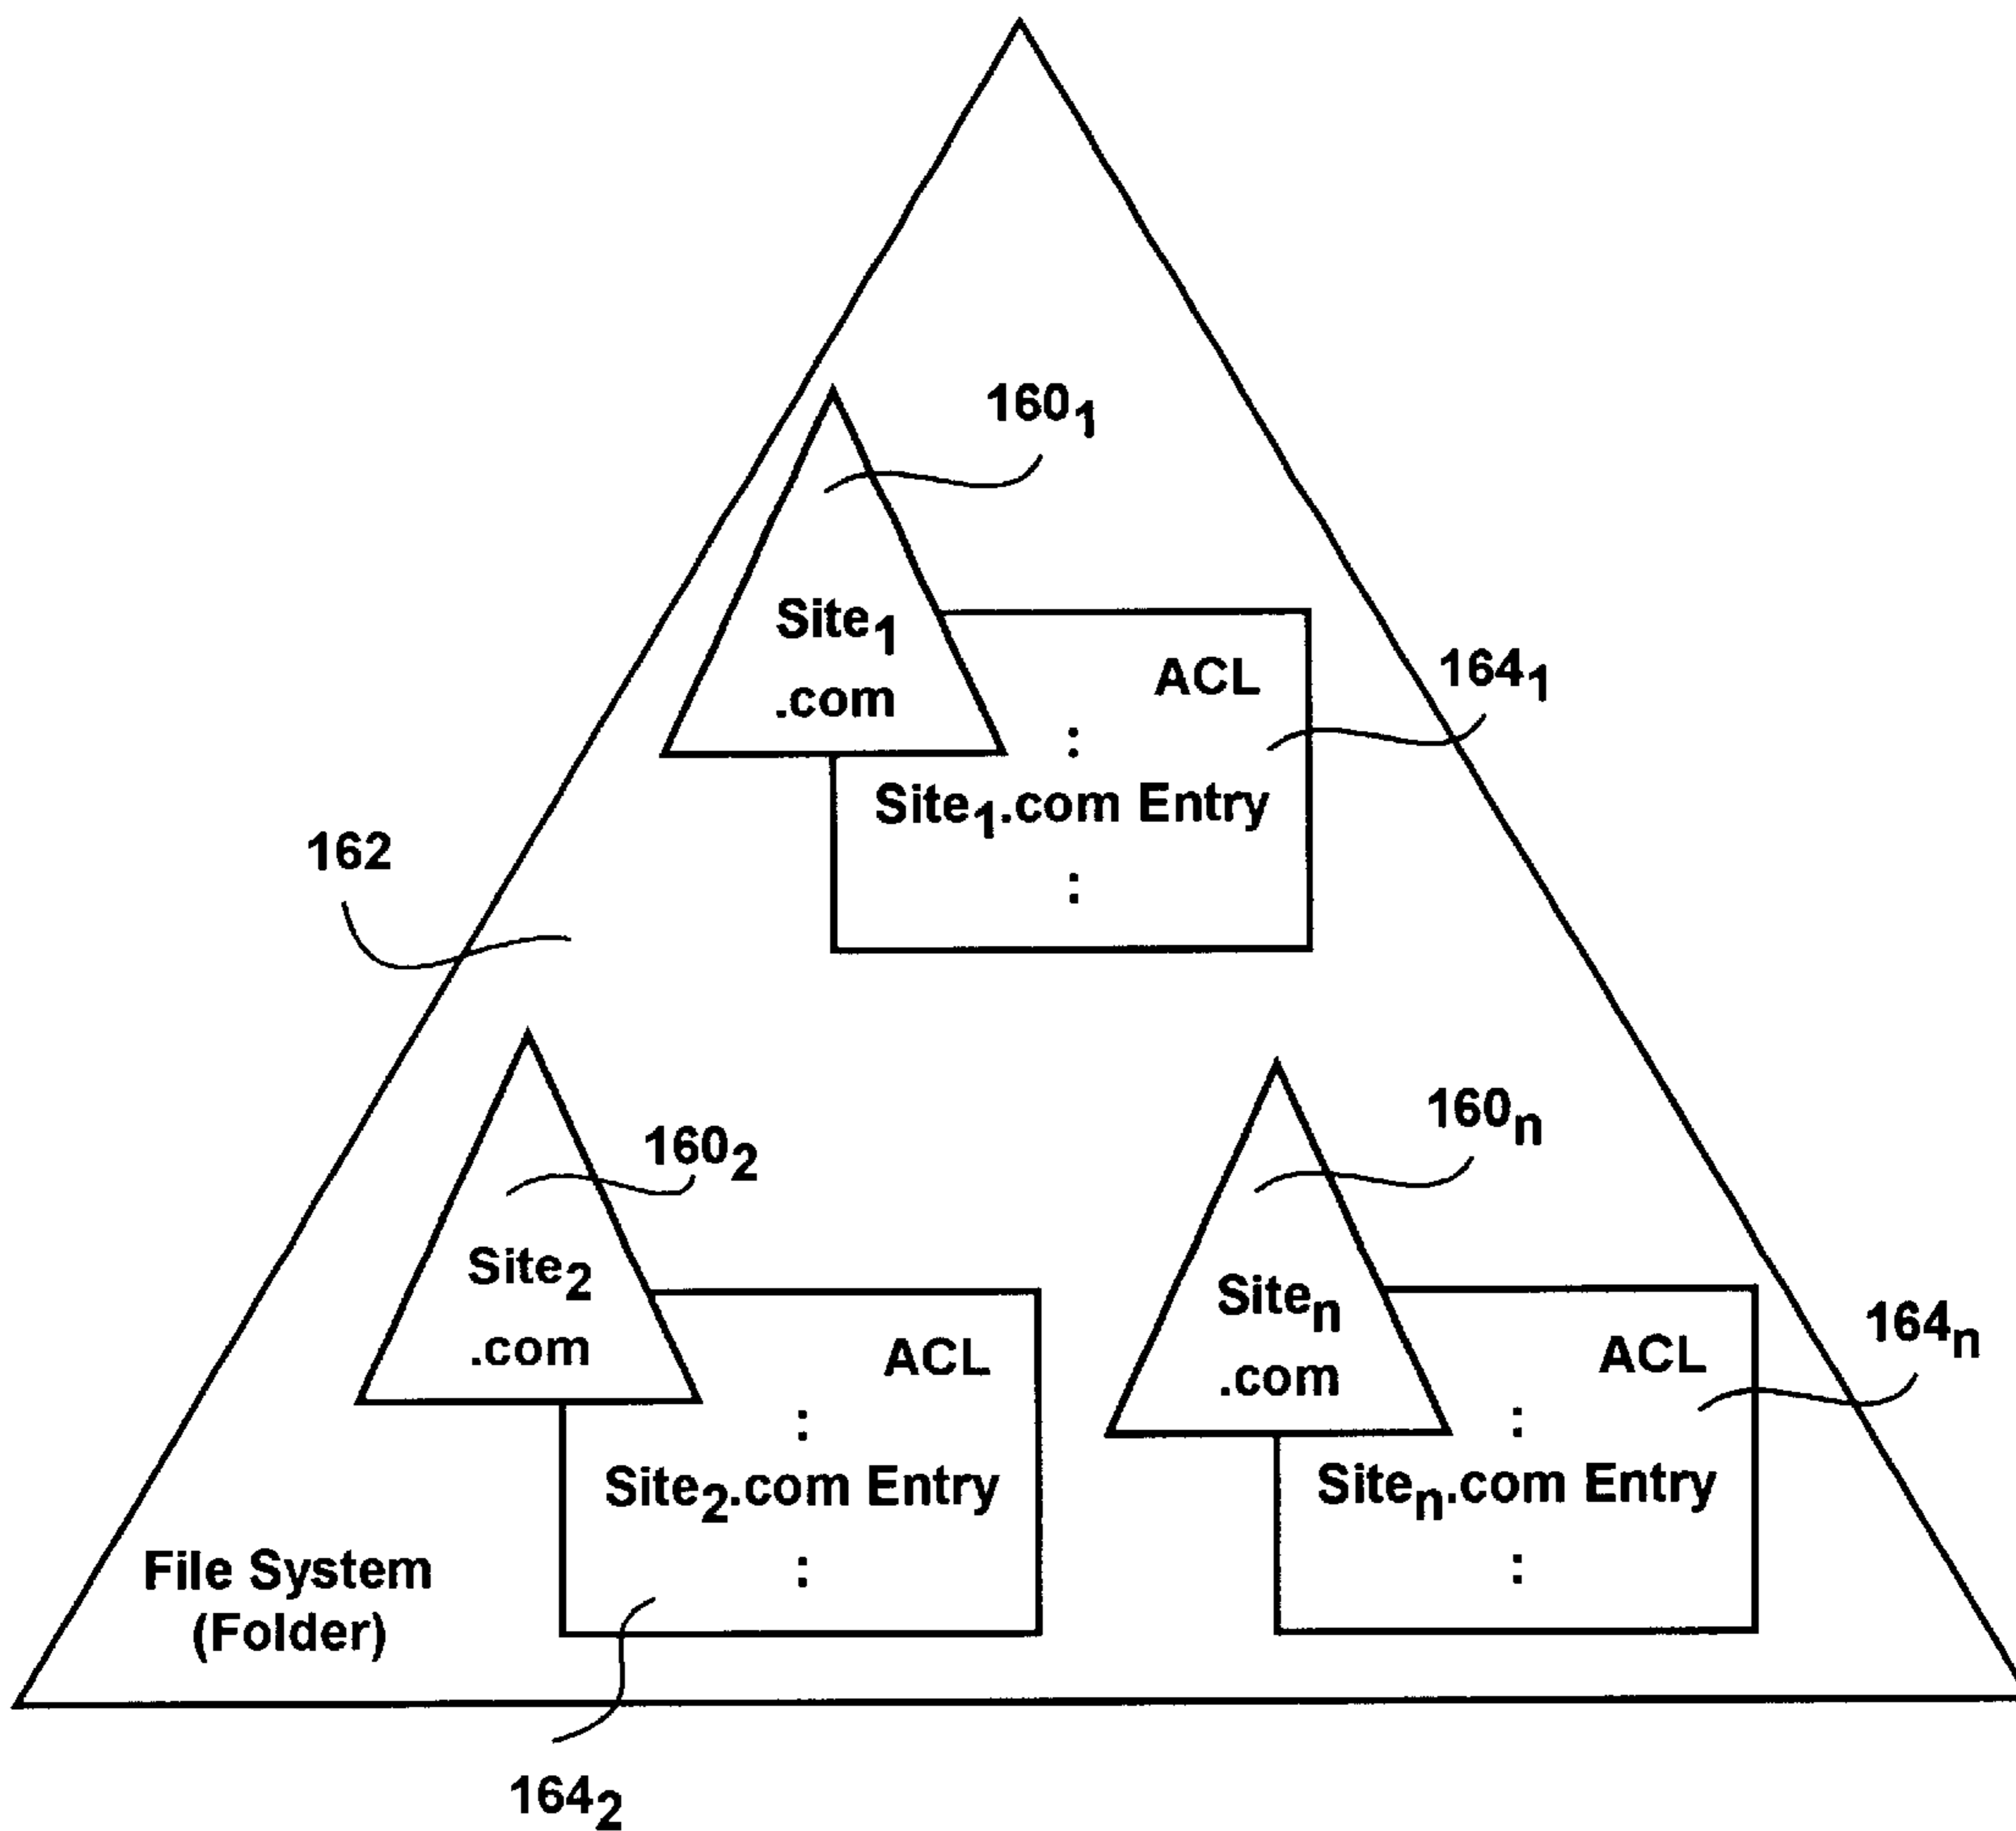 160₁
Site₁
.com
ACL
164₁
:
Site₁.com Entry
:
162
160₂
160ₙ
Site₂
.com
ACL
:
Site₂.com Entry
:
Siteₙ
.com
ACL
164ₙ
:
Siteₙ.com Entry
:
File System
(Folder)
164₂